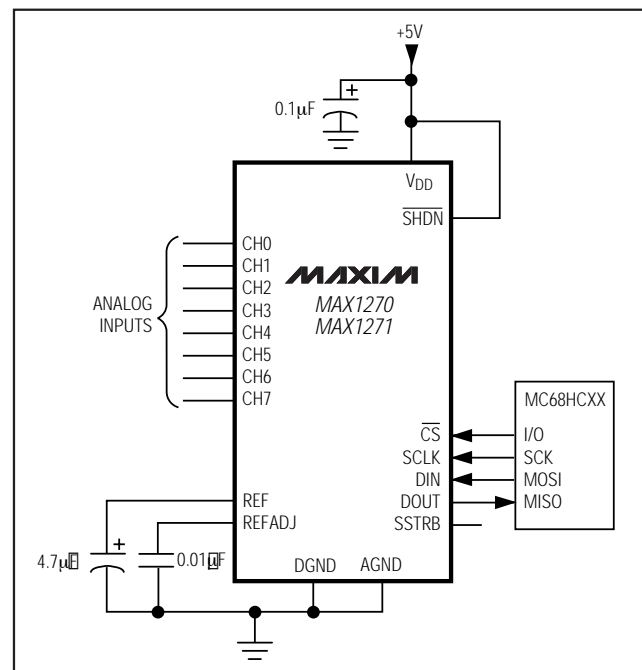 +5V
0.1µF
+
VDD
SHDN
CH0
CH1
CH2
CH3
CH4
CH5
CH6
CH7
ANALOG
INPUTS
MAXIM
MAX1270
MAX1271
MC68HCXX
CS
I/O
SCLK
SCK
DIN
MOSI
DOUT
MISO
SSTRB
REF
REFADJ
4.7µF
+
0.01µF
DGND
AGND